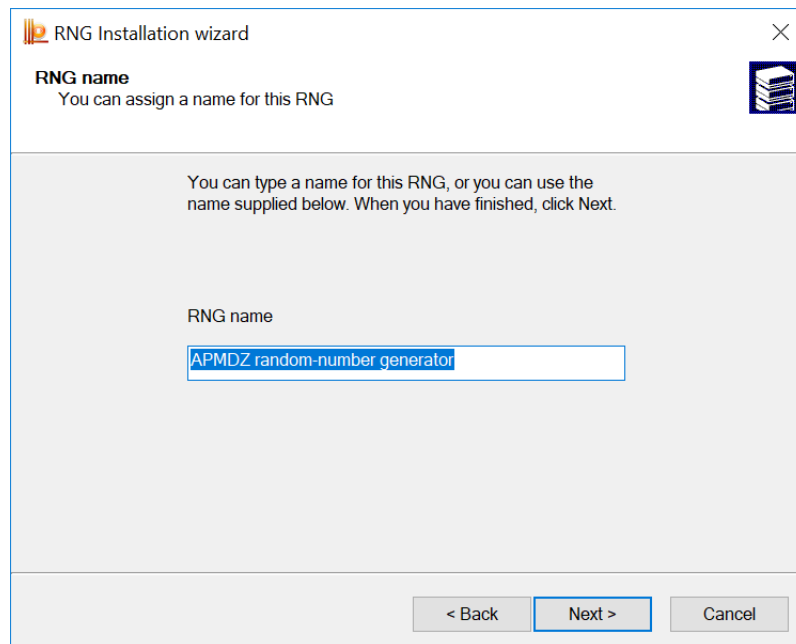 RNG Installation wizard
RNG name
You can assign a name for this RNG
You can type a name for this RNG, or you can use the
name supplied below. When you have finished, click Next.
RNG name
APMDZ random-number generator
< Back Next > Cancel